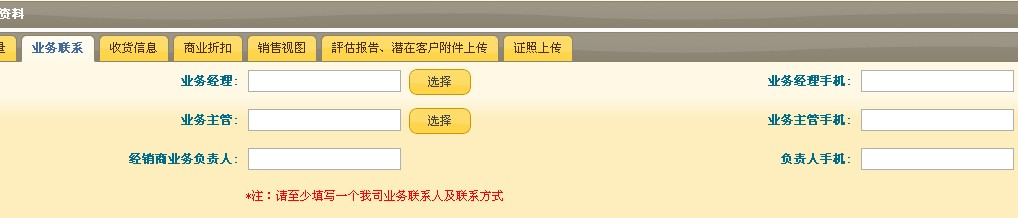 资料
量 业务联系 收货信息 商业折扣 销售视图 評估报告、潜在客户附件上传 证照上传
业务经理: 选择 业务经理手机:
业务主管: 选择 业务主管手机:
经销商业务负责人: 负责人手机:
*注：请至少填写一个我司业务联系人及联系方式